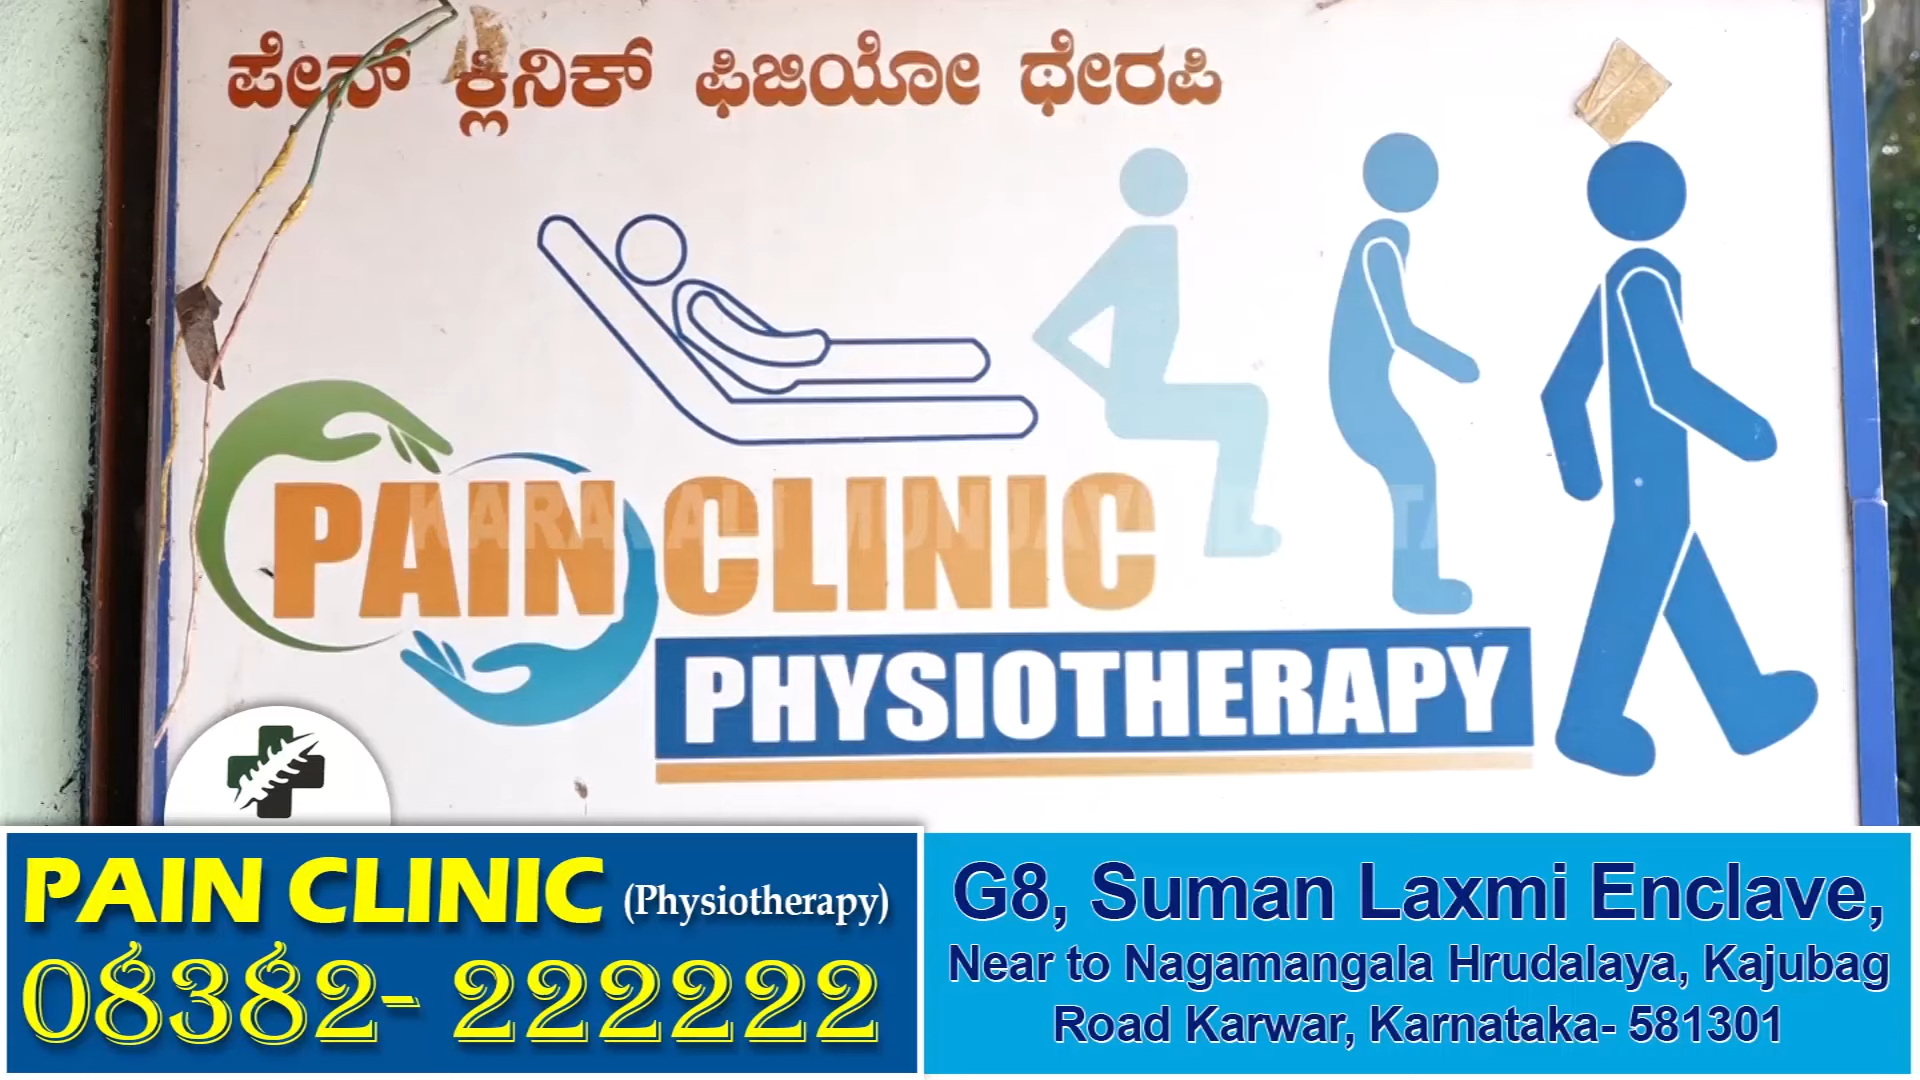 ಪೇನ್ ಕ್ಲಿನಿಕ್ ಫಿಜಿಯೋ ಥೇರಪಿ
PAIN CLINIC
PHYSIOTHERAPY
PAIN CLINIC (Physiotherapy)
08382- 222222
G8, Suman Laxmi Enclave,
Near to Nagamangala Hrudalaya, Kajubag
Road Karwar, Karnataka- 581301